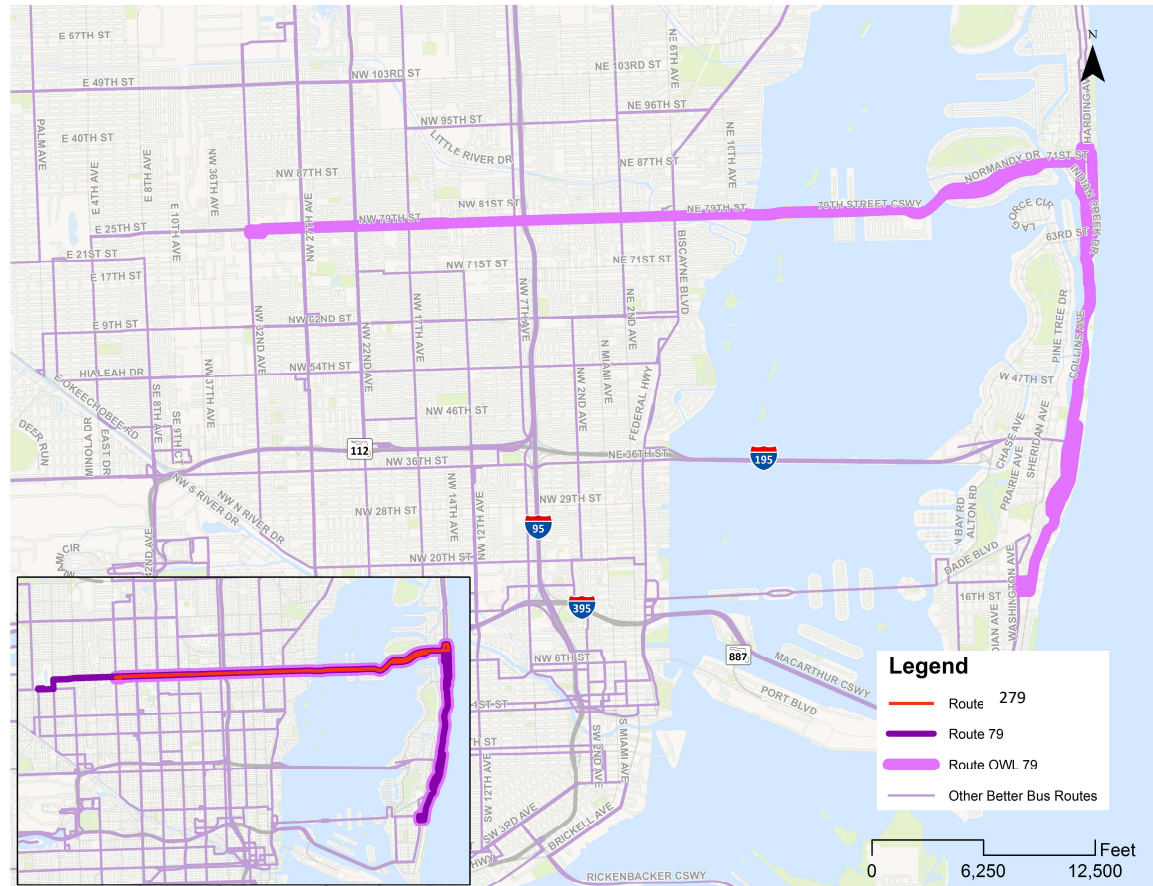 E 57TH ST
NE 6TH AVE
N
E 49TH ST
NW 103RD ST
NE 103RD ST
HARDING AV
PALM AVE
E 40TH ST
NW 95TH ST
NE 96TH ST
LITTLE RIVER DR
NE 10TH AVE
E 4TH AVE
E 8TH AVE
NW 36TH AVE
NW 87TH ST
NE 87TH ST
NORMANDY DR
71ST ST
E 10TH AVE
NW 27TH AVE
NW 81ST ST
NW 79TH ST
NE 79TH ST
79TH STREET CSWY
INDIAN CREEK DR
LA GORCE CIR
E 25TH ST
E 21ST ST
63RD ST
E 17TH ST
NW 71ST ST
NE 71ST ST
BISCAYNE BLVD
NW 7TH AVE
NW 17TH AVE
NE 2ND AVE
E 9TH ST
NW 62ND ST
NW 32ND AVE
NW 22ND AVE
PINE TREE DR
COLLINS AVE
HIALEAH DR
NW 54TH ST
N MIAMI AVE
NW 2ND AVE
FEDERAL HWY
W 47TH ST
E OKEECHOBEE RD
SE 8TH AVE
SE 9TH CT
NW 37TH AVE
NW 46TH ST
DEER RUN
MINOLA DR
EAST DR
CHASE AVE
SHERIDAN AVE
PRAIRIE AVE
112
NW 36TH ST
NE 36TH ST
195
NW S RIVER DR
NW N RIVER DR
NW 14TH AVE
NW 12TH AVE
NW 29TH ST
NW 28TH ST
95
N BAY RD
ALTON RD
42ND AVE
NW 20TH ST
DADE BLVD
WASHINGTON AVE
16TH ST
395
DIAN AVE
887
MACARTHUR CSWY
NW 6TH ST
PORT BLVD
1ST ST
S MIAMI AVE
SW 2ND AVE
TH ST
SW 12TH AVE
SW 3RD AVE
BRICKELL AVE
HWY
RICKENBACKER CSWY
Legend
Route 279
Route 79
Route OWL 79
Other Better Bus Routes
Feet
0 6,250 12,500